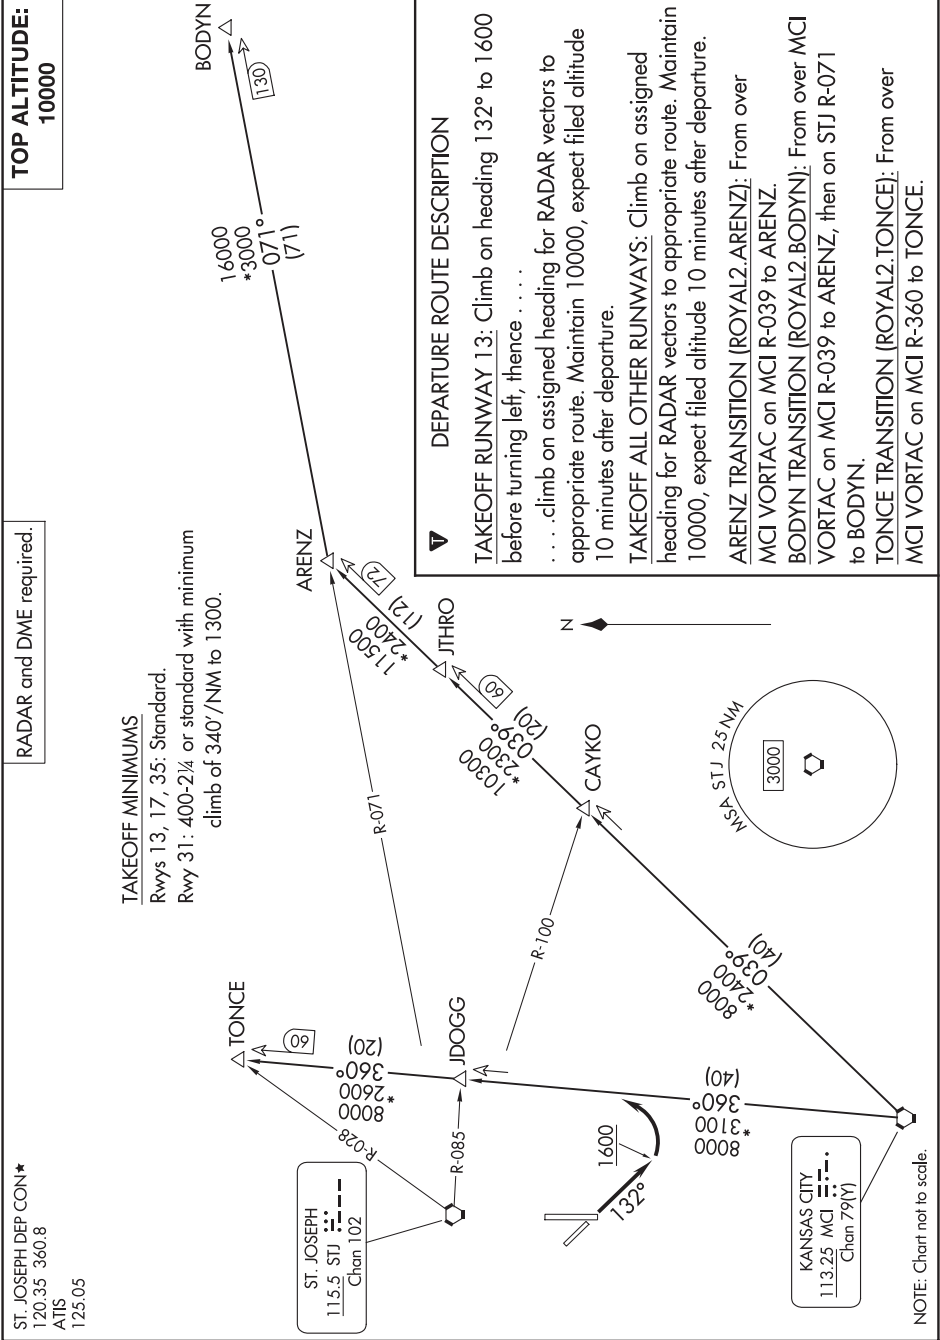 ST. JOSEPH DEP CON★
120.35 360.8
ATIS
125.05
RADAR and DME required.
TOP ALTITUDE:
10000
TAKEOFF MINIMUMS
Rwys 13, 17, 35: Standard.
Rwy 31: 400-2¼ or standard with minimum
climb of 340'/NM to 1300.
BODYN
130
16000
*3000
071°
(71)
ARENZ
72
11500
*2400
(12)
JTHRO
60
10300
*2300
039°
(20)
CAYKO
8000
*2400
039°
(40)
R-071
R-100
TONCE
60
8000
*2600
360°
(20)
JDOGG
R-028
R-085
8000
*3100
360°
(40)
1600
132°
ST. JOSEPH
115.5 STJ
Chan 102
KANSAS CITY
113.25 MCI
Chan 79(Y)
N
MSA STJ 25 NM
3000
NOTE: Chart not to scale.
T
DEPARTURE ROUTE DESCRIPTION
TAKEOFF RUNWAY 13: Climb on heading 132° to 1600
before turning left, thence . . . .
. . . .climb on assigned heading for RADAR vectors to
appropriate route. Maintain 10000, expect filed altitude
10 minutes after departure.
TAKEOFF ALL OTHER RUNWAYS: Climb on assigned
heading for RADAR vectors to appropriate route. Maintain
10000, expect filed altitude 10 minutes after departure.
ARENZ TRANSITION (ROYAL2.ARENZ): From over
MCI VORTAC on MCI R-039 to ARENZ.
BODYN TRANSITION (ROYAL2.BODYN): From over MCI
VORTAC on MCI R-039 to ARENZ, then on STJ R-071
to BODYN.
TONCE TRANSITION (ROYAL2.TONCE): From over
MCI VORTAC on MCI R-360 to TONCE.